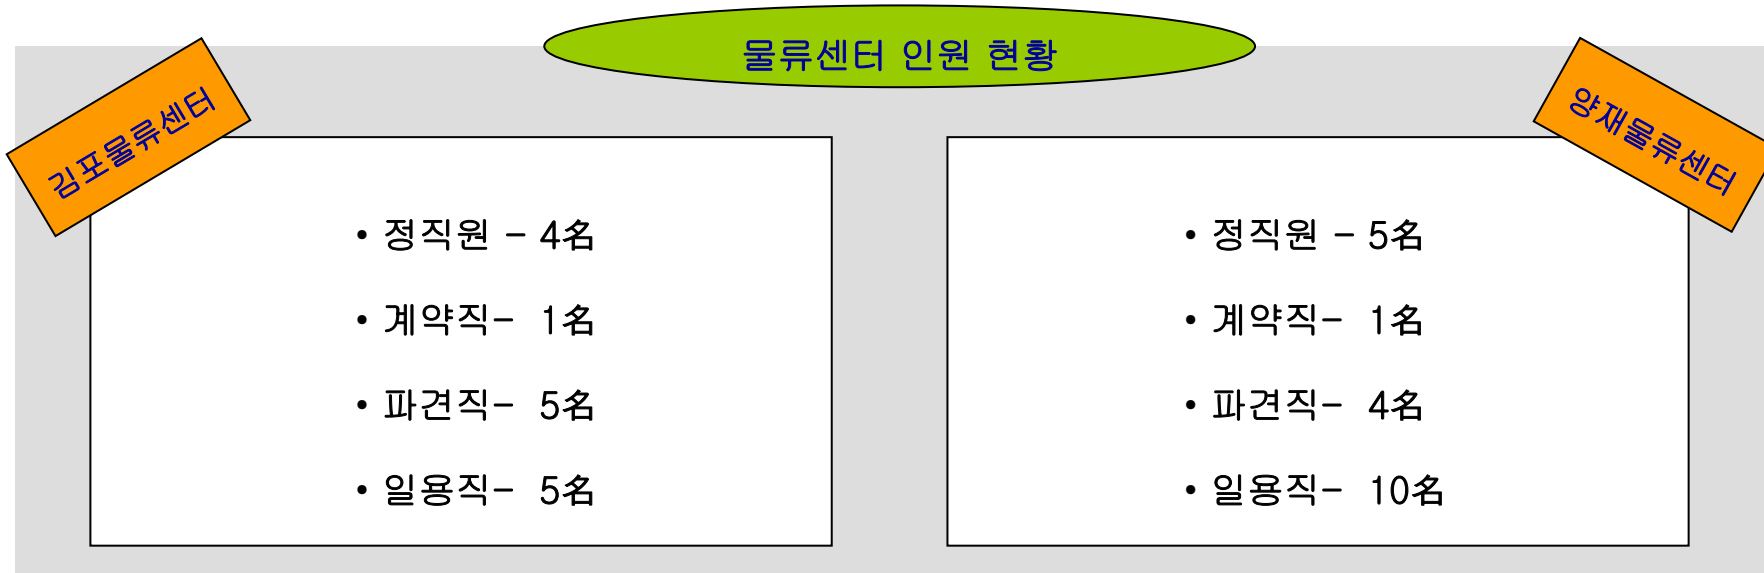 물류센터 인원 현황
김포물류센터
• 정직원 - 4名
• 계약직- 1名
• 파견직- 5名
• 일용직- 5名
양재물류센터
• 정직원 - 5名
• 계약직- 1名
• 파견직- 4名
• 일용직- 10名